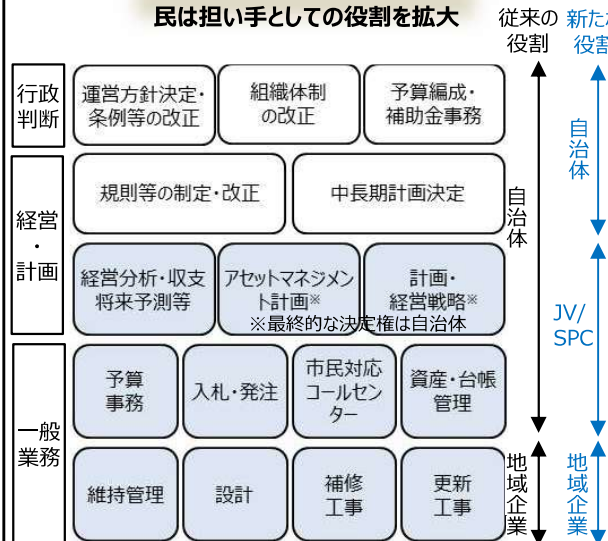 民は担い手としての役割を拡大
従来の
役割
新たな
役割
行政
判断
運営方針決定・
条例等の改正
組織体制
の改正
予算編成・
補助金事務
経営
・
計画
規則等の制定・改正
中長期計画決定
経営分析・収支
将来予測等
アセットマネジメン
ト計画※
計画・
経営戦略※
※最終的な決定権は自治体
一般
業務
予算
事務
入札・発注
市民対応
コールセン
ター
資産・台帳
管理
維持管理
設計
補修
工事
更新
工事
自治体
地域企業
自治体
JV/
SPC
地域企業